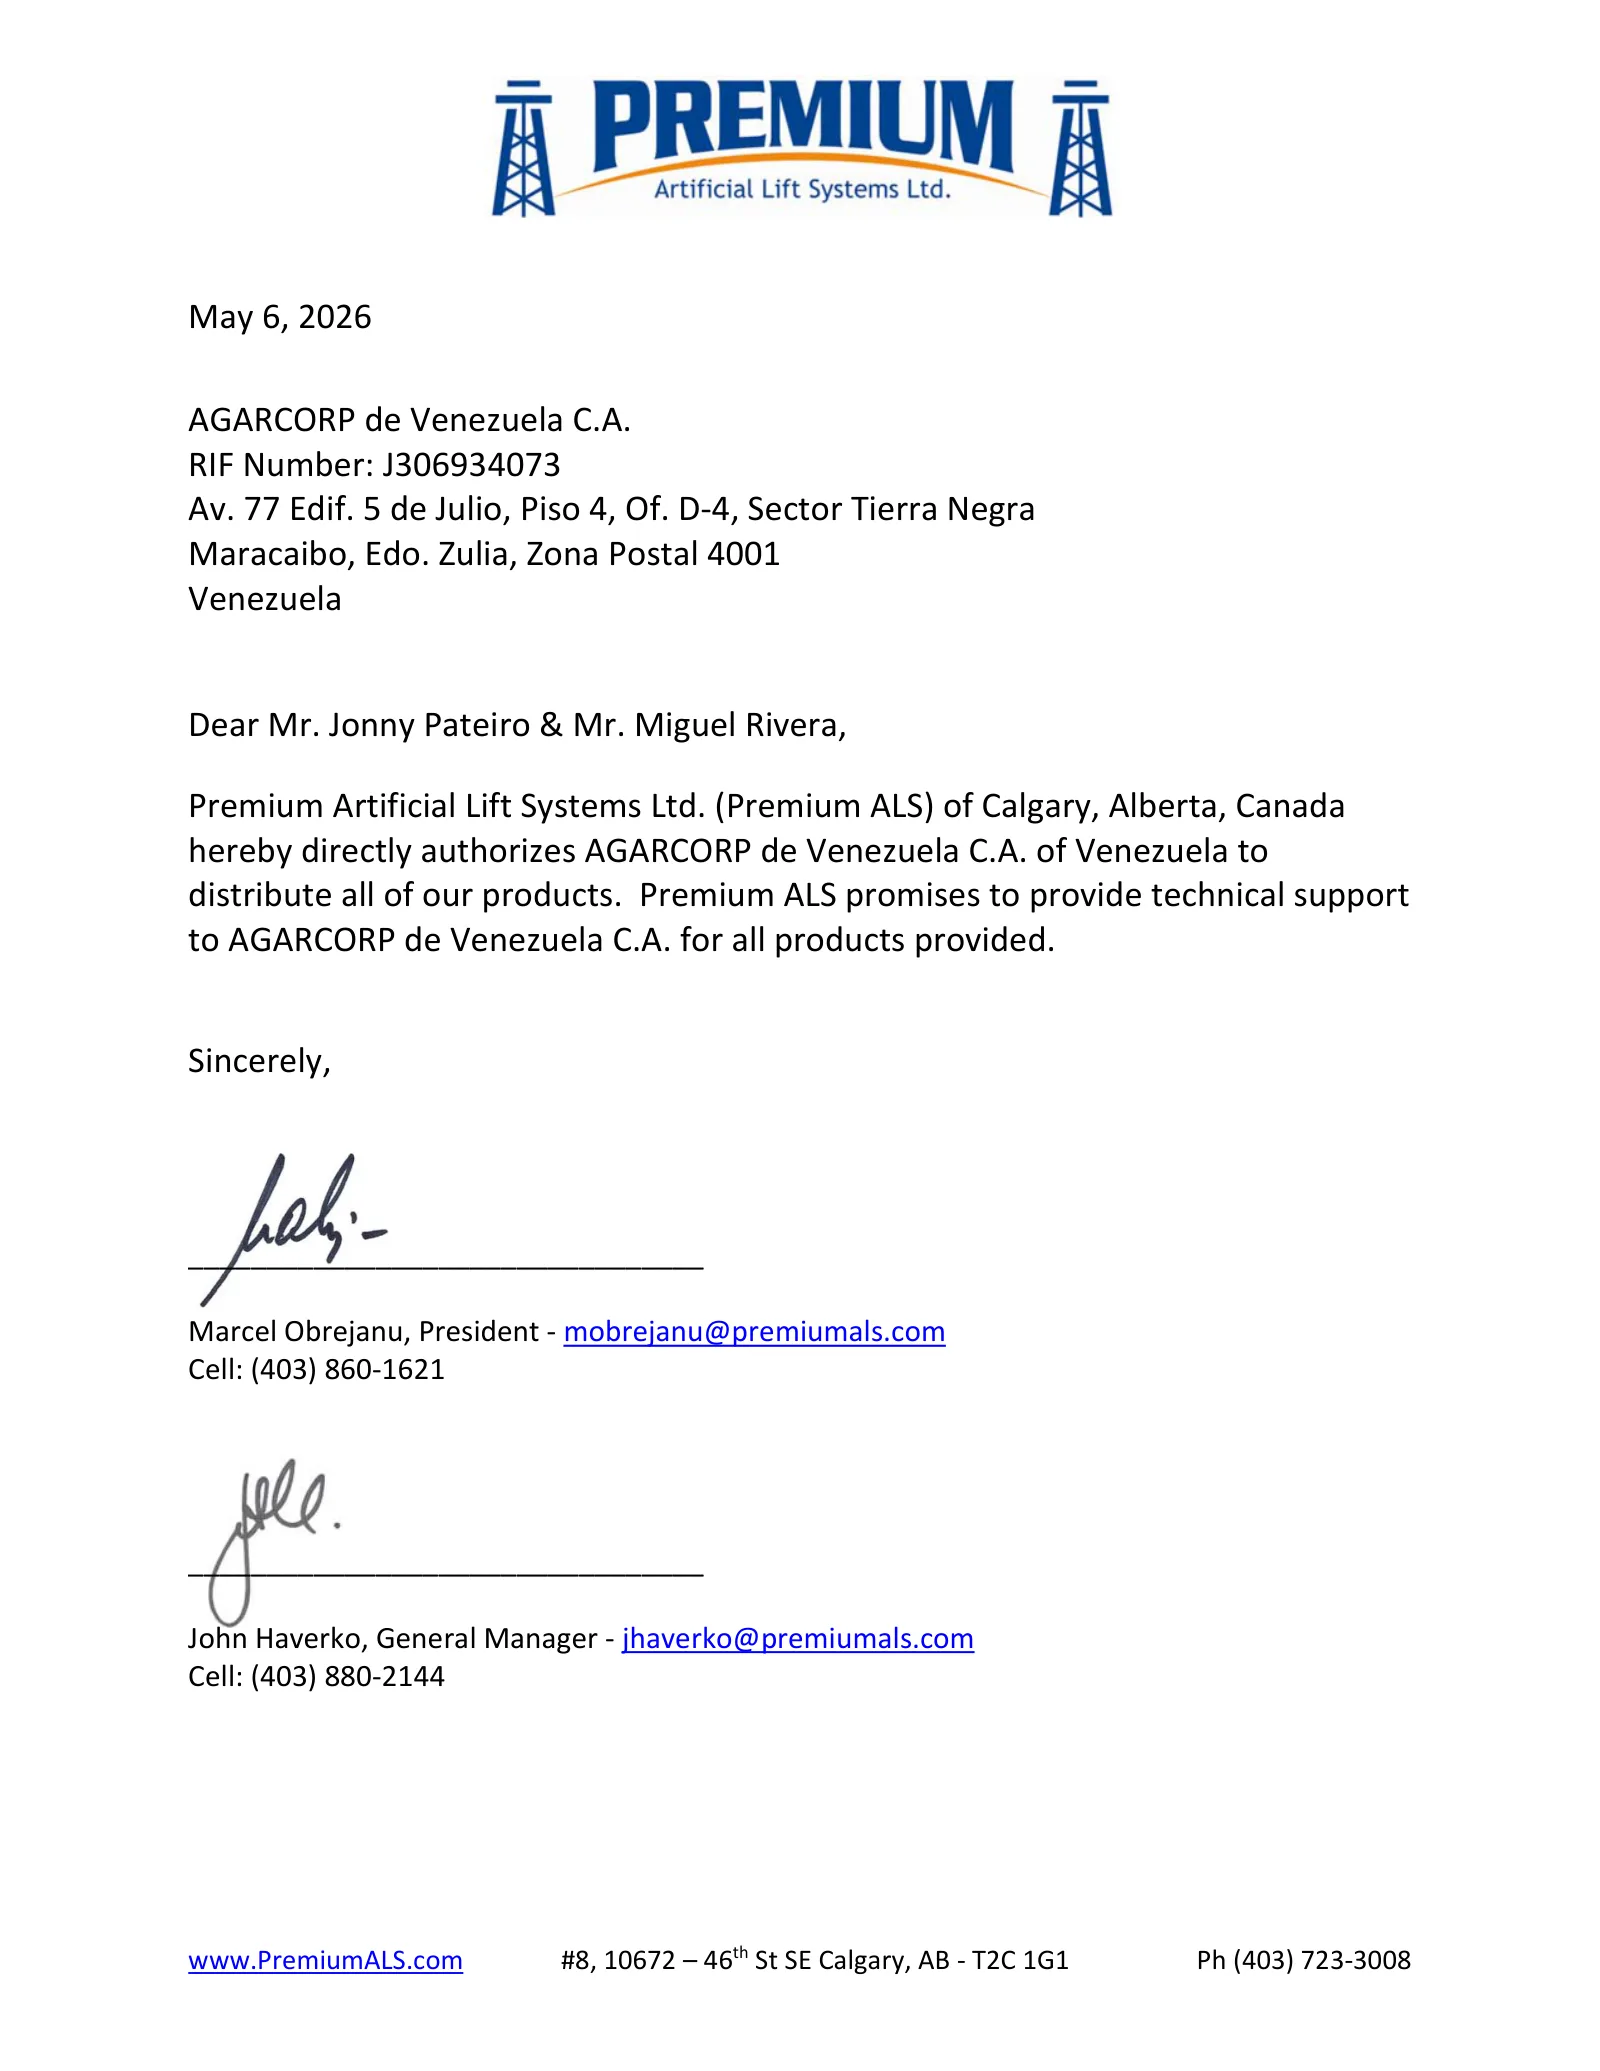 PREMIUM
Artificial Lift Systems Ltd.
May 6, 2026
AGARCORP de Venezuela C.A.
RIF Number: J306934073
Av. 77 Edif. 5 de Julio, Piso 4, Of. D-4, Sector Tierra Negra
Maracaibo, Edo. Zulia, Zona Postal 4001
Venezuela
Dear Mr. Jonny Pateiro & Mr. Miguel Rivera,
Premium Artificial Lift Systems Ltd. (Premium ALS) of Calgary, Alberta, Canada
hereby directly authorizes AGARCORP de Venezuela C.A. of Venezuela to
distribute all of our products.  Premium ALS promises to provide technical support
to AGARCORP de Venezuela C.A. for all products provided.
Sincerely,
Marcel Obrejanu, President - mobrejanu@premiumals.com
Cell: (403) 860-1621
John Haverko, General Manager - jhaverko@premiumals.com
Cell: (403) 880-2144
www.PremiumALS.com #8, 10672 – 46th St SE Calgary, AB - T2C 1G1 Ph (403) 723-3008